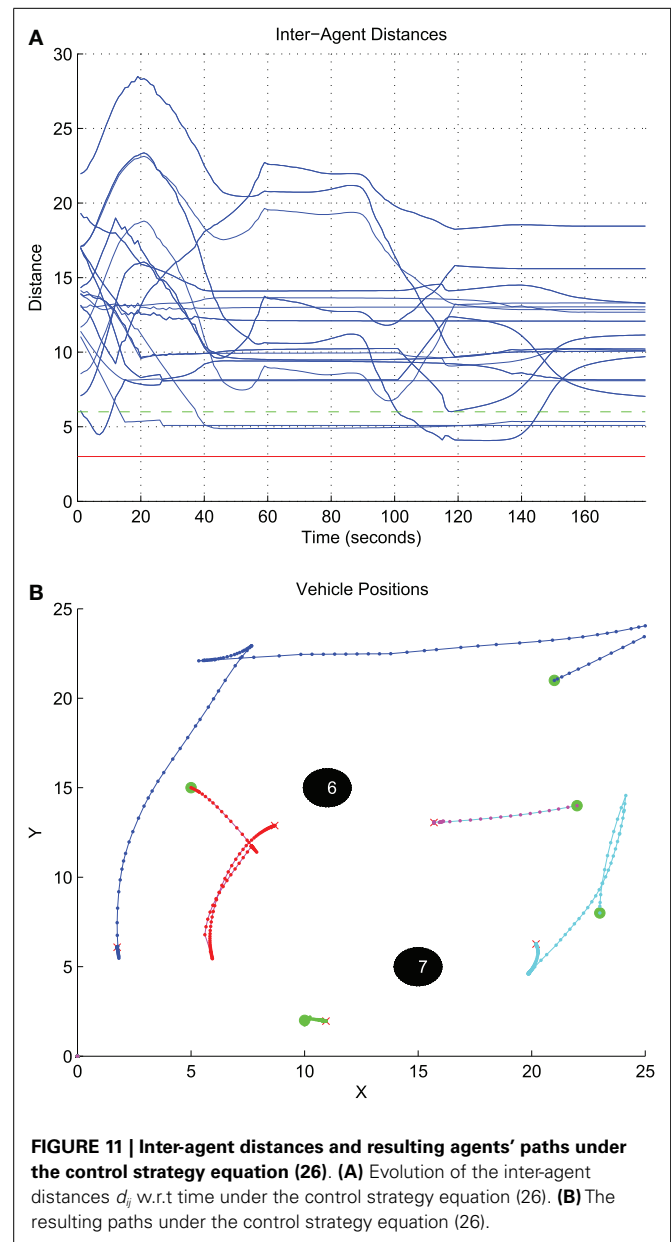 A
Inter-Agent Distances
30
25
20
15
10
5
0
Distance
0 20 40 60 80 100 120 140 160
Time (seconds)
B
Vehicle Positions
25
20
15
10
5
0
Y
6
7
0 5 10 15 20 25
X
FIGURE 11 | Inter-agent distances and resulting agents' paths under
the control strategy equation (26). (A) Evolution of the inter-agent
distances dij w.r.t time under the control strategy equation (26). (B) The
resulting paths under the control strategy equation (26).